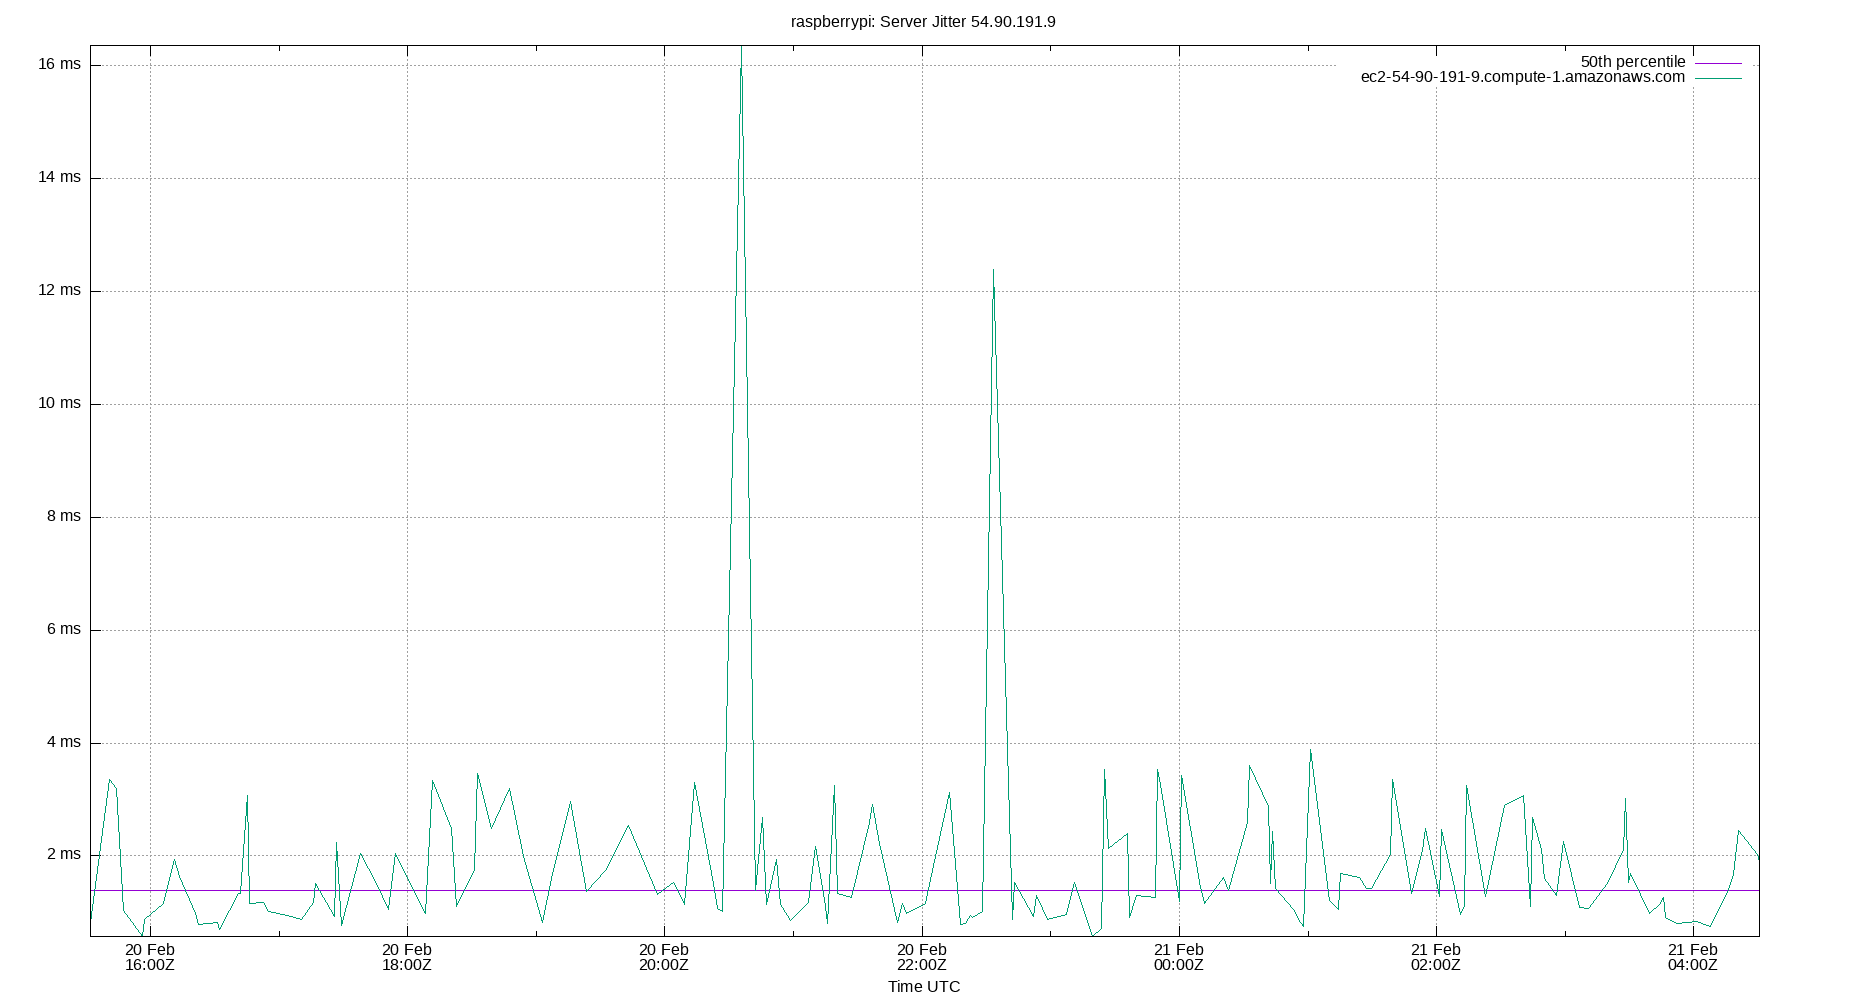 raspberrypi: Server Jitter 54.90.191.9
50th percentile
ec2-54-90-191-9.compute-1.amazonaws.com
16 ms
14 ms
12 ms
10 ms
8 ms
6 ms
4 ms
2 ms
20 Feb 20 Feb 20 Feb 20 Feb 21 Feb 21 Feb 21 Feb
16:00Z 18:00Z 20:00Z 22:00Z 00:00Z 02:00Z 04:00Z
Time UTC